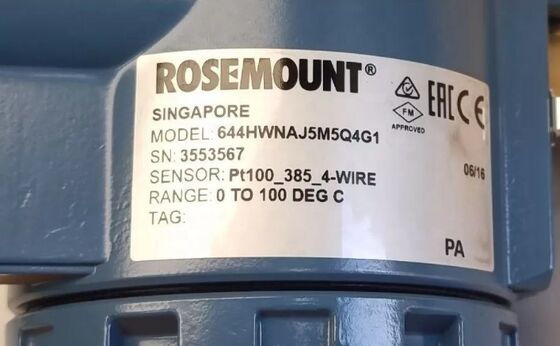 ROSEMOUNT®
SINGAPORE
MODEL: 644HWNAJ5M5Q4G1
SN: 3553567
SENSOR: Pt100_385_4-WIRE
RANGE: 0 TO 100 DEG C
TAG:
EAC CE
FM
APPROVED
06/16
PA